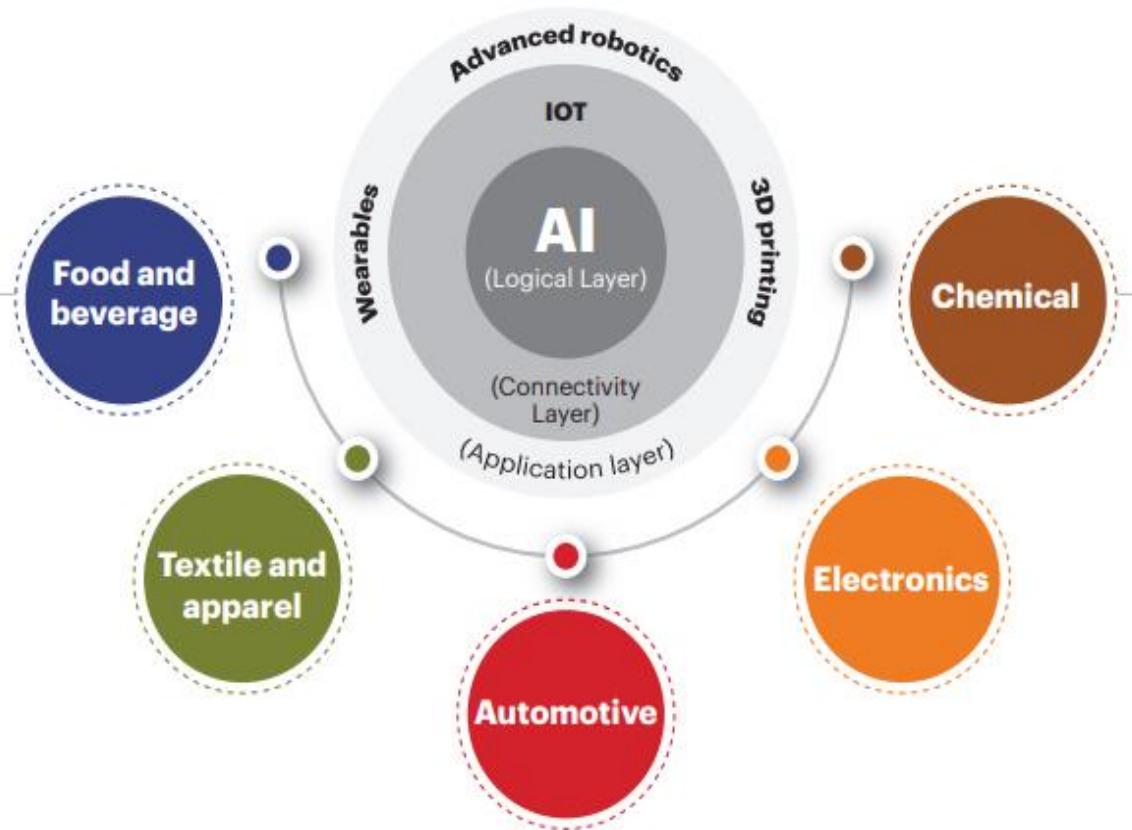 Advanced robotics
IOT
Wearables
3D printing
AI
(Logical Layer)
(Connectivity
Layer)
(Application layer)
Food and
beverage
Chemical
Textile and
apparel
Electronics
Automotive